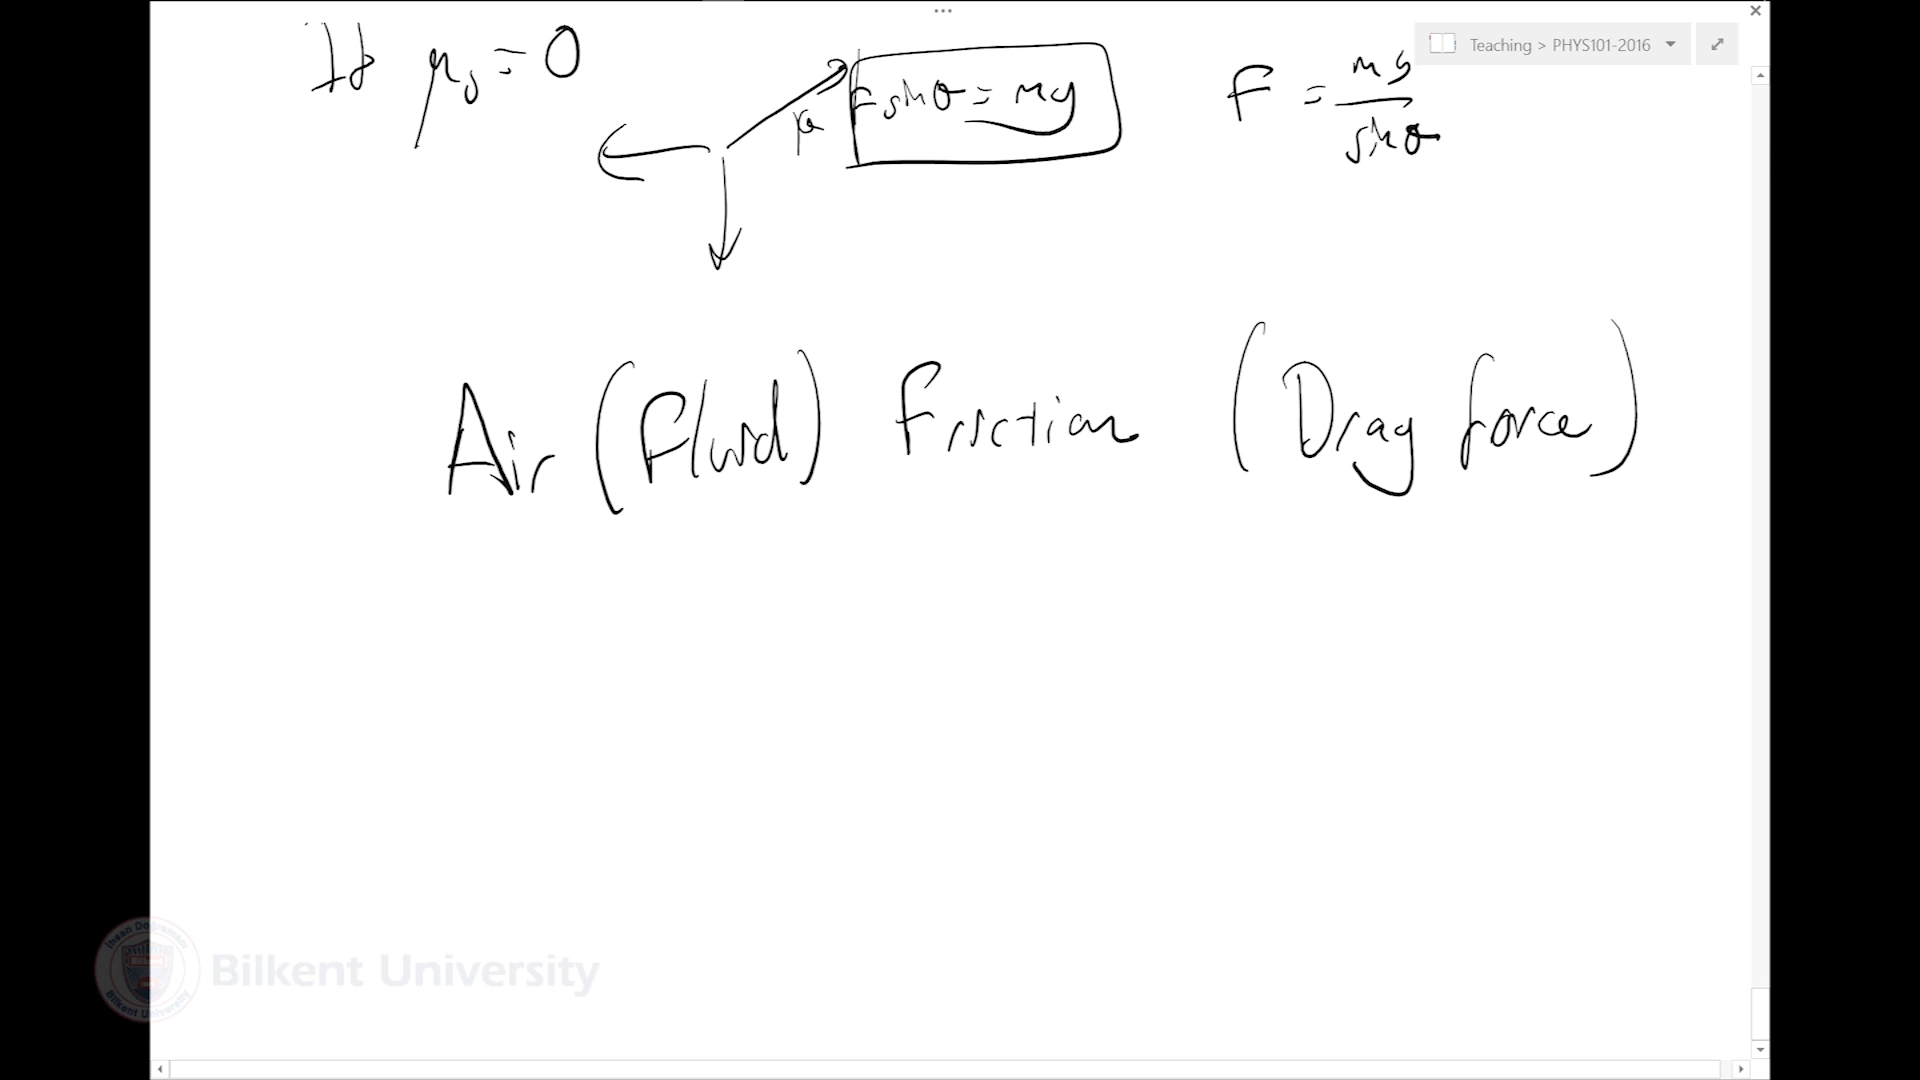 If μs = 0
F sinθ = mg
F = mg / sinθ
Teaching > PHYS101-2016
Air (Fluid) Friction (Drag force)
Bilkent University